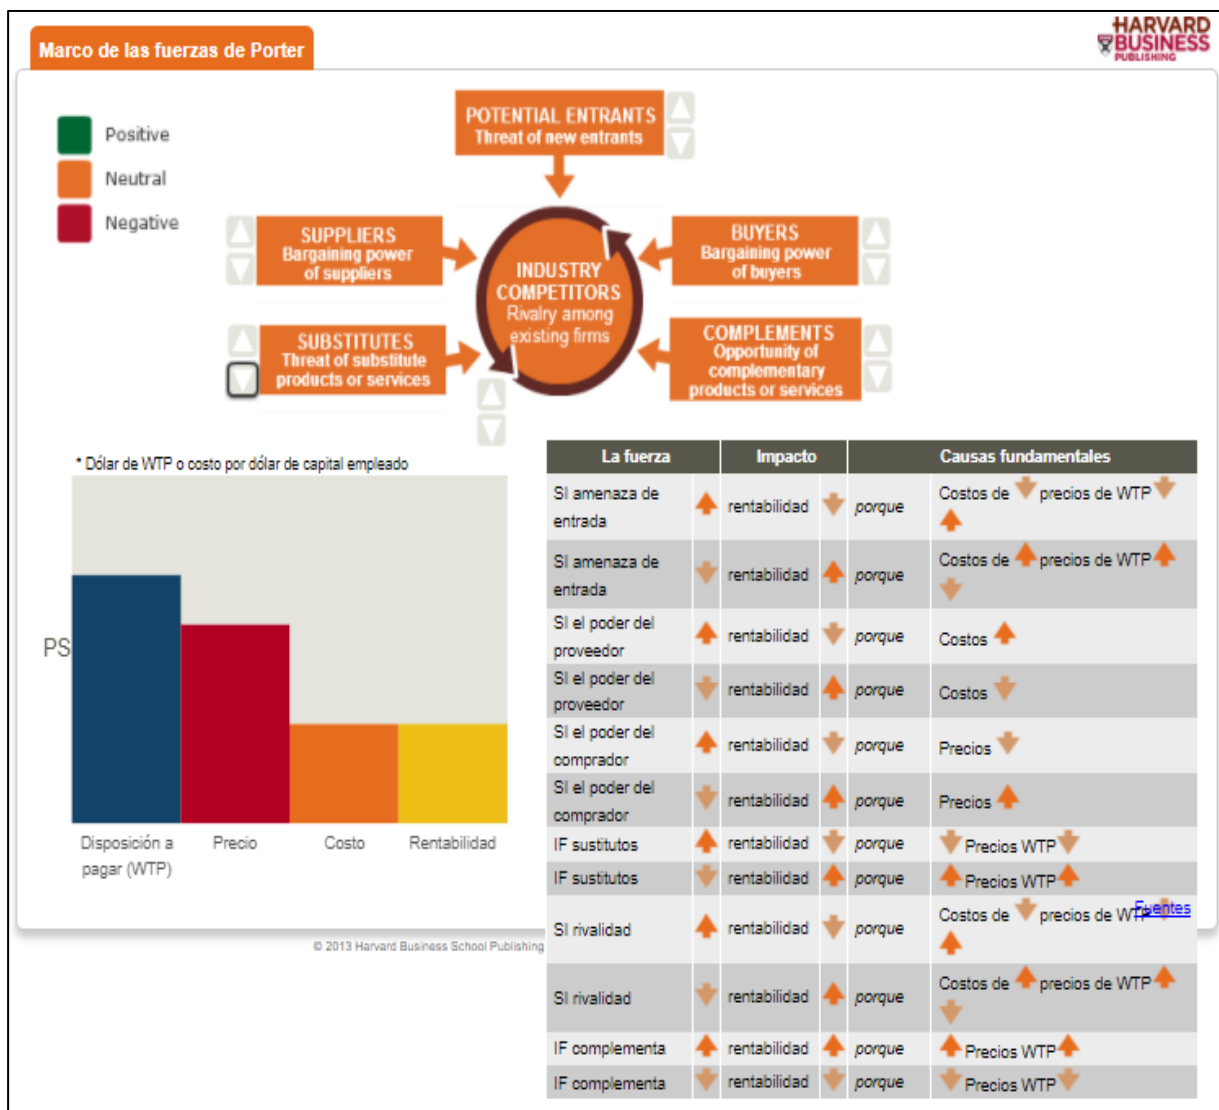 Marco de las fuerzas de Porter
HARVARD
BUSINESS
PUBLISHING
Positive
Neutral
Negative
POTENTIAL ENTRANTS
Threat of new entrants
SUPPLIERS
Bargaining power
of suppliers
BUYERS
Bargaining power
of buyers
INDUSTRY
COMPETITORS
Rivalry among
existing firms
SUBSTITUTES
Threat of substitute
products or services
COMPLEMENTS
Opportunity of
complementary
products or services
* Dólar de WTP o costo por dólar de capital empleado
PS
Disposición a
pagar (WTP)
Precio
Costo
Rentabilidad
La fuerza Impacto Causas fundamentales
SI amenaza de
entrada
rentabilidad porque Costos de precios de WTP
SI amenaza de
entrada
rentabilidad porque Costos de precios de WTP
SI el poder del
proveedor
rentabilidad porque Costos
SI el poder del
proveedor
rentabilidad porque Costos
SI el poder del
comprador
rentabilidad porque Precios
SI el poder del
comprador
rentabilidad porque Precios
IF sustitutos rentabilidad porque Precios WTP
IF sustitutos rentabilidad porque Precios WTP
SI rivalidad rentabilidad porque Costos de precios de WTP
Fuentes
SI rivalidad rentabilidad porque Costos de precios de WTP
IF complementa rentabilidad porque Precios WTP
IF complementa rentabilidad porque Precios WTP
© 2013 Harvard Business School Publishing